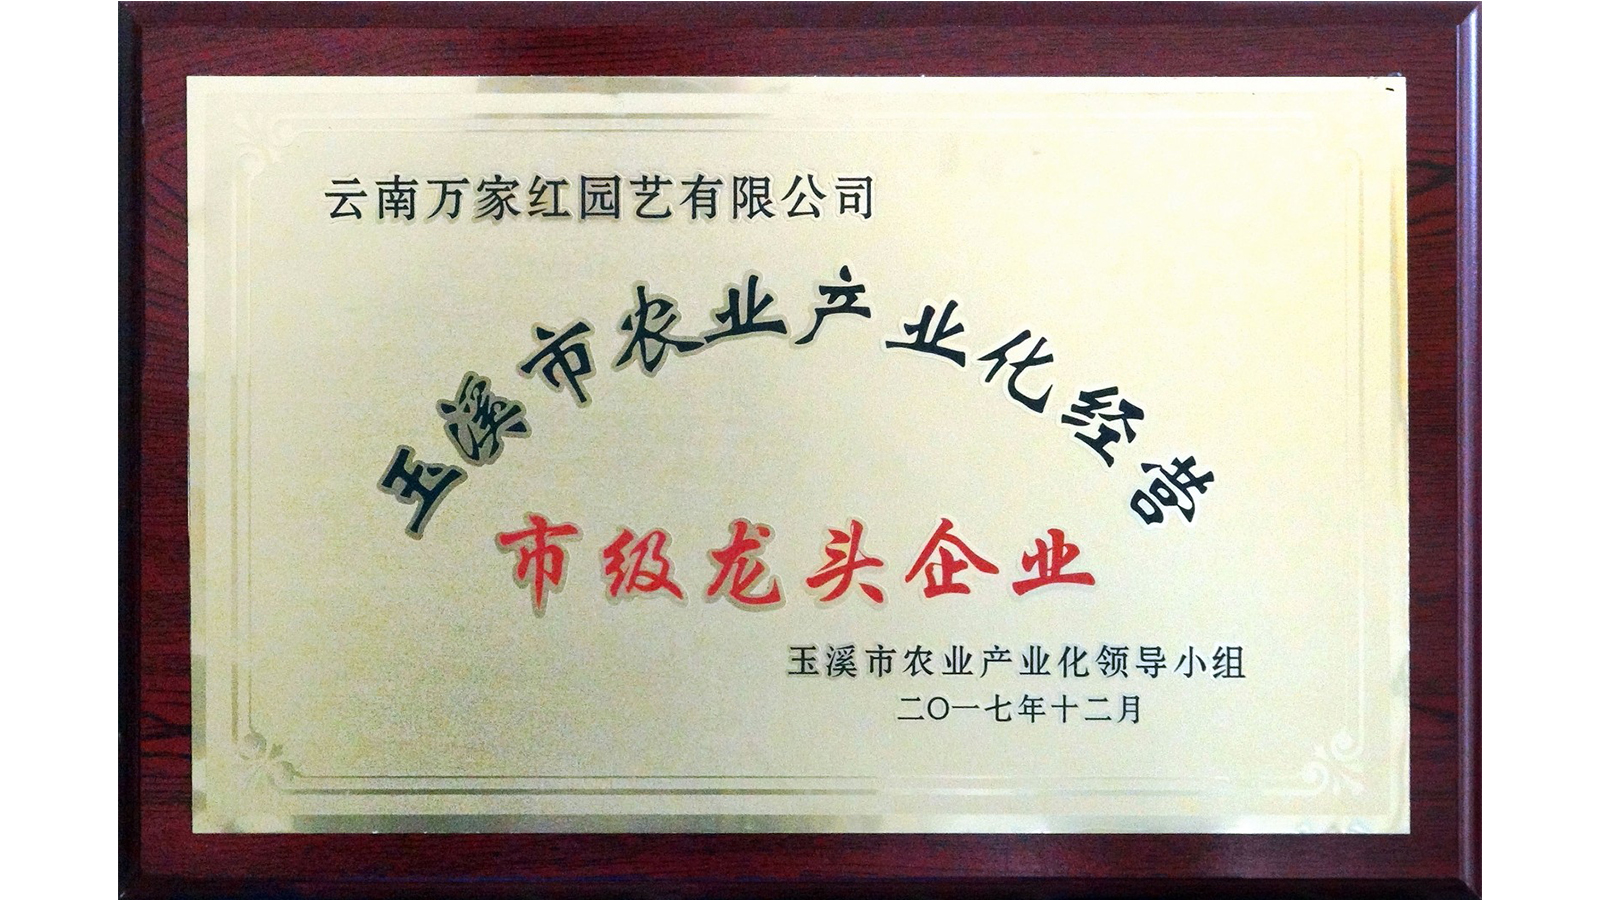 云南万家红园艺有限公司
玉溪市农业产业化经营
市级龙头企业
玉溪市农业产业化领导小组
二〇一七年十二月